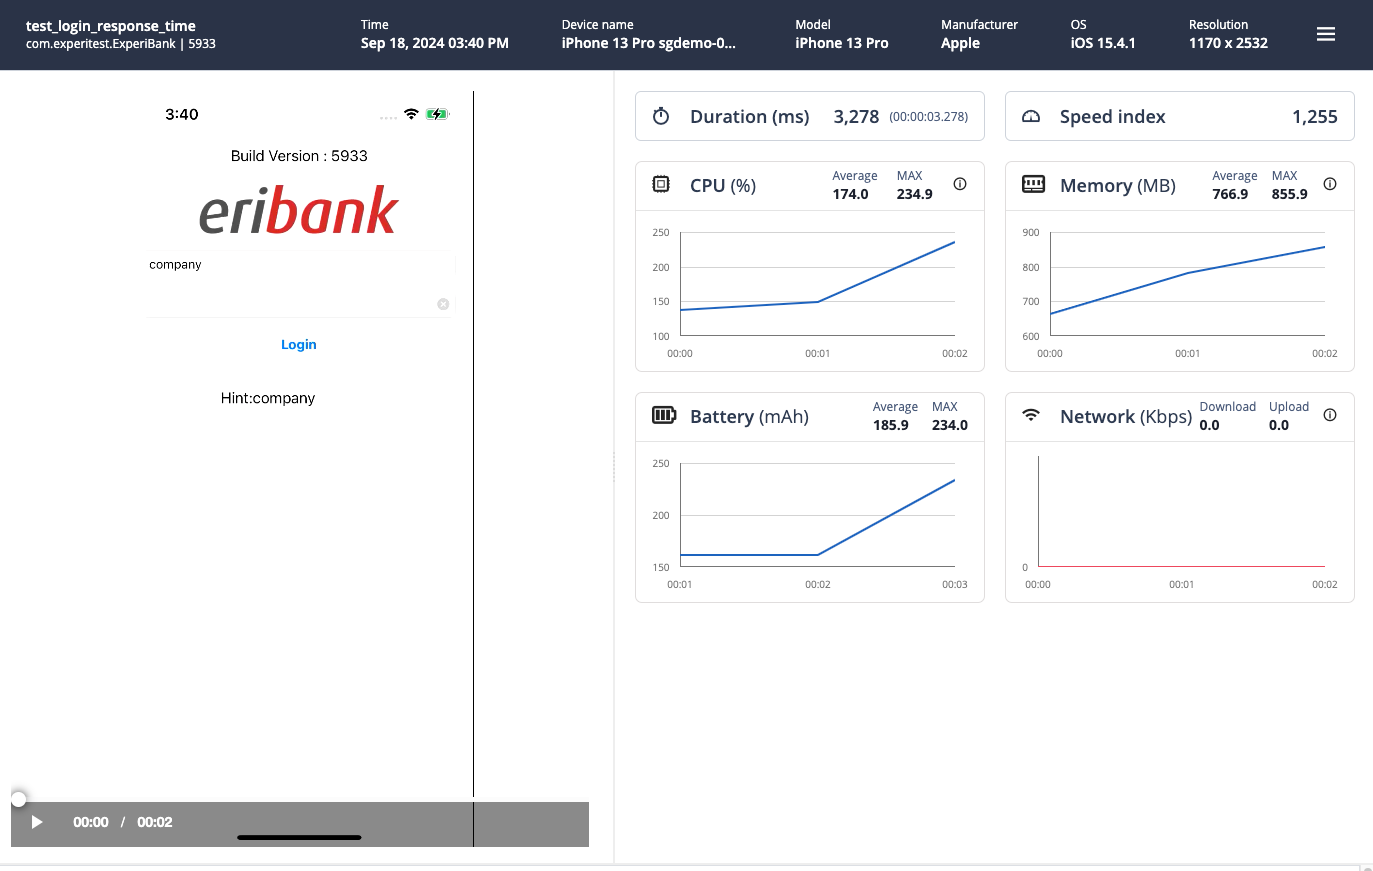 test_login_response_time
com.experitest.ExperiBank | 5933
Time
Sep 18, 2024 03:40 PM
Device name
iPhone 13 Pro sgdemo-0...
Model
iPhone 13 Pro
Manufacturer
Apple
OS
iOS 15.4.1
Resolution
1170 x 2532
3:40
Build Version : 5933
eribank
company
Login
Hint:company
00:00 / 00:02
Duration (ms) 3,278 (00:00:03.278)
Speed index 1,255
CPU (%)
Average MAX
174.0 234.9
250
200
150
100
00:00 00:01 00:02
Memory (MB)
Average MAX
766.9 855.9
900
800
700
600
00:00 00:01 00:02
Battery (mAh)
Average MAX
185.9 234.0
250
200
150
00:01 00:02 00:03
Network (Kbps)
Download Upload
0.0 0.0
0
00:00 00:01 00:02